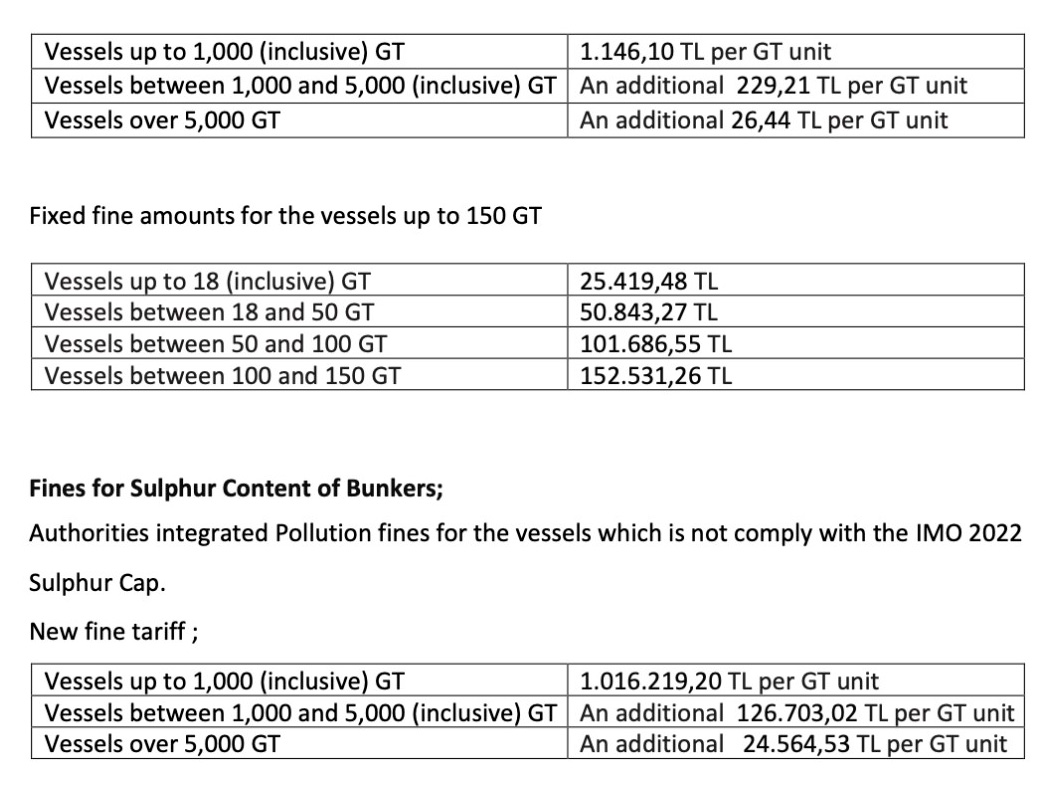 Vessels up to 1,000 (inclusive) GT 1.146,10 TL per GT unit
Vessels between 1,000 and 5,000 (inclusive) GT An additional 229,21 TL per GT unit
Vessels over 5,000 GT An additional 26,44 TL per GT unit
Fixed fine amounts for the vessels up to 150 GT
Vessels up to 18 (inclusive) GT 25.419,48 TL
Vessels between 18 and 50 GT 50.843,27 TL
Vessels between 50 and 100 GT 101.686,55 TL
Vessels between 100 and 150 GT 152.531,26 TL
Fines for Sulphur Content of Bunkers;
Authorities integrated Pollution fines for the vessels which is not comply with the IMO 2022
Sulphur Cap.
New fine tariff ;
Vessels up to 1,000 (inclusive) GT 1.016.219,20 TL per GT unit
Vessels between 1,000 and 5,000 (inclusive) GT An additional 126.703,02 TL per GT unit
Vessels over 5,000 GT An additional 24.564,53 TL per GT unit